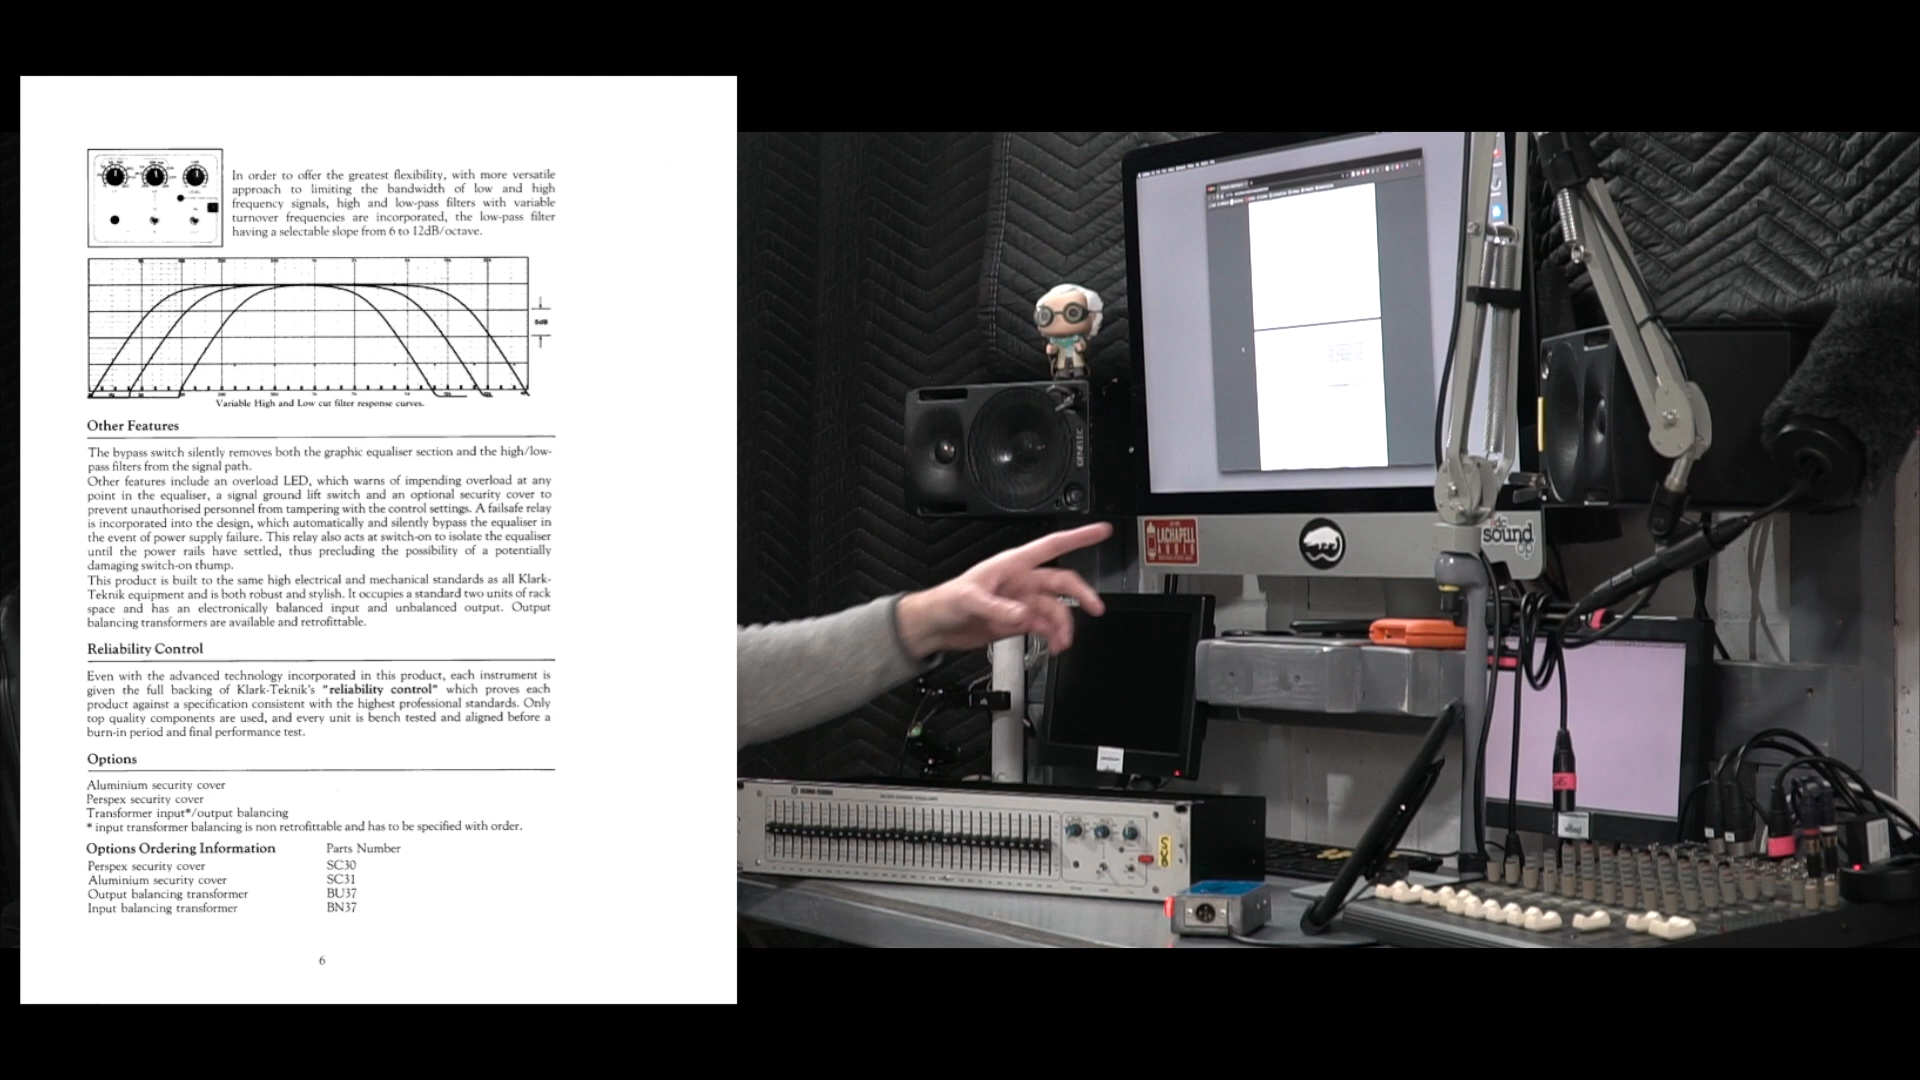 In order to offer the greatest flexibility, with more versatile
approach to limiting the bandwidth of low and high
frequency signals, high and low-pass filters with variable
turnover frequencies are incorporated, the low-pass filter
having a selectable slope from 6 to 12dB/octave.
5dB
Variable High and Low cut filter response curves.
Other Features
The bypass switch silently removes both the graphic equaliser section and the high/low-
pass filters from the signal path.
Other features include an overload LED, which warns of impending overload at any
point in the equaliser, a signal ground lift switch and an optional security cover to
prevent unauthorised personnel from tampering with the control settings. A failsafe relay
is incorporated into the design, which automatically and silently bypass the equaliser in
the event of power supply failure. This relay also acts at switch-on to isolate the equaliser
until the power rails have settled, thus precluding the possibility of a potentially
damaging switch-on thump.
This product is built to the same high electrical and mechanical standards as all Klark-
Teknik equipment and is both robust and stylish. It occupies a standard two units of rack
space and has an electronically balanced input and unbalanced output. Output
balancing transformers are available and retrofittable.
Reliability Control
Even with the advanced technology incorporated in this product, each instrument is
given the full backing of Klark-Teknik's "reliability control" which proves each
product against a specification consistent with the highest professional standards. Only
top quality components are used, and every unit is bench tested and aligned before a
burn-in period and final performance test.
Options
Aluminium security cover
Perspex security cover
Transformer input*/output balancing
* input transformer balancing is non retrofittable and has to be specified with order.
Options Ordering Information Parts Number
Perspex security cover SC30
Aluminium security cover SC31
Output balancing transformer BU37
Input balancing transformer BN37
6
GENELEC
LACHAPELL
AUDIO
dc
sound
op